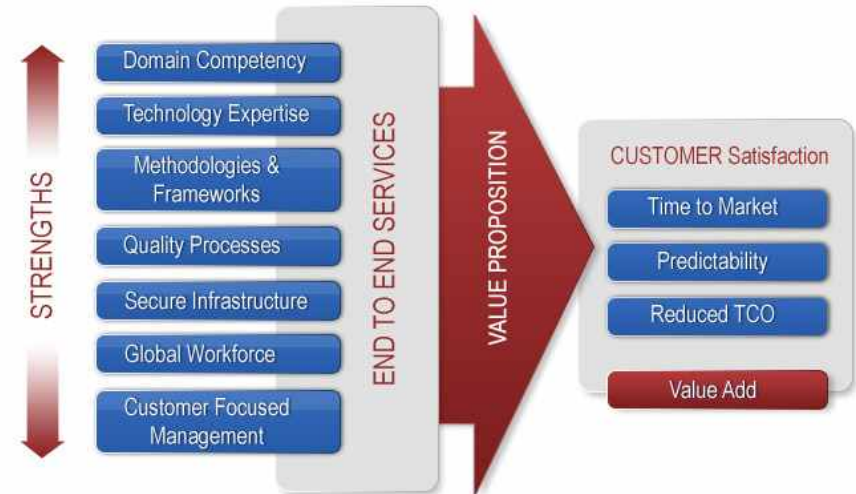 STRENGTHS
Domain Competency
Technology Expertise
Methodologies &
Frameworks
Quality Processes
Secure Infrastructure
Global Workforce
Customer Focused
Management
END TO END SERVICES
VALUE PROPOSITION
CUSTOMER Satisfaction
Time to Market
Predictability
Reduced TCO
Value Add